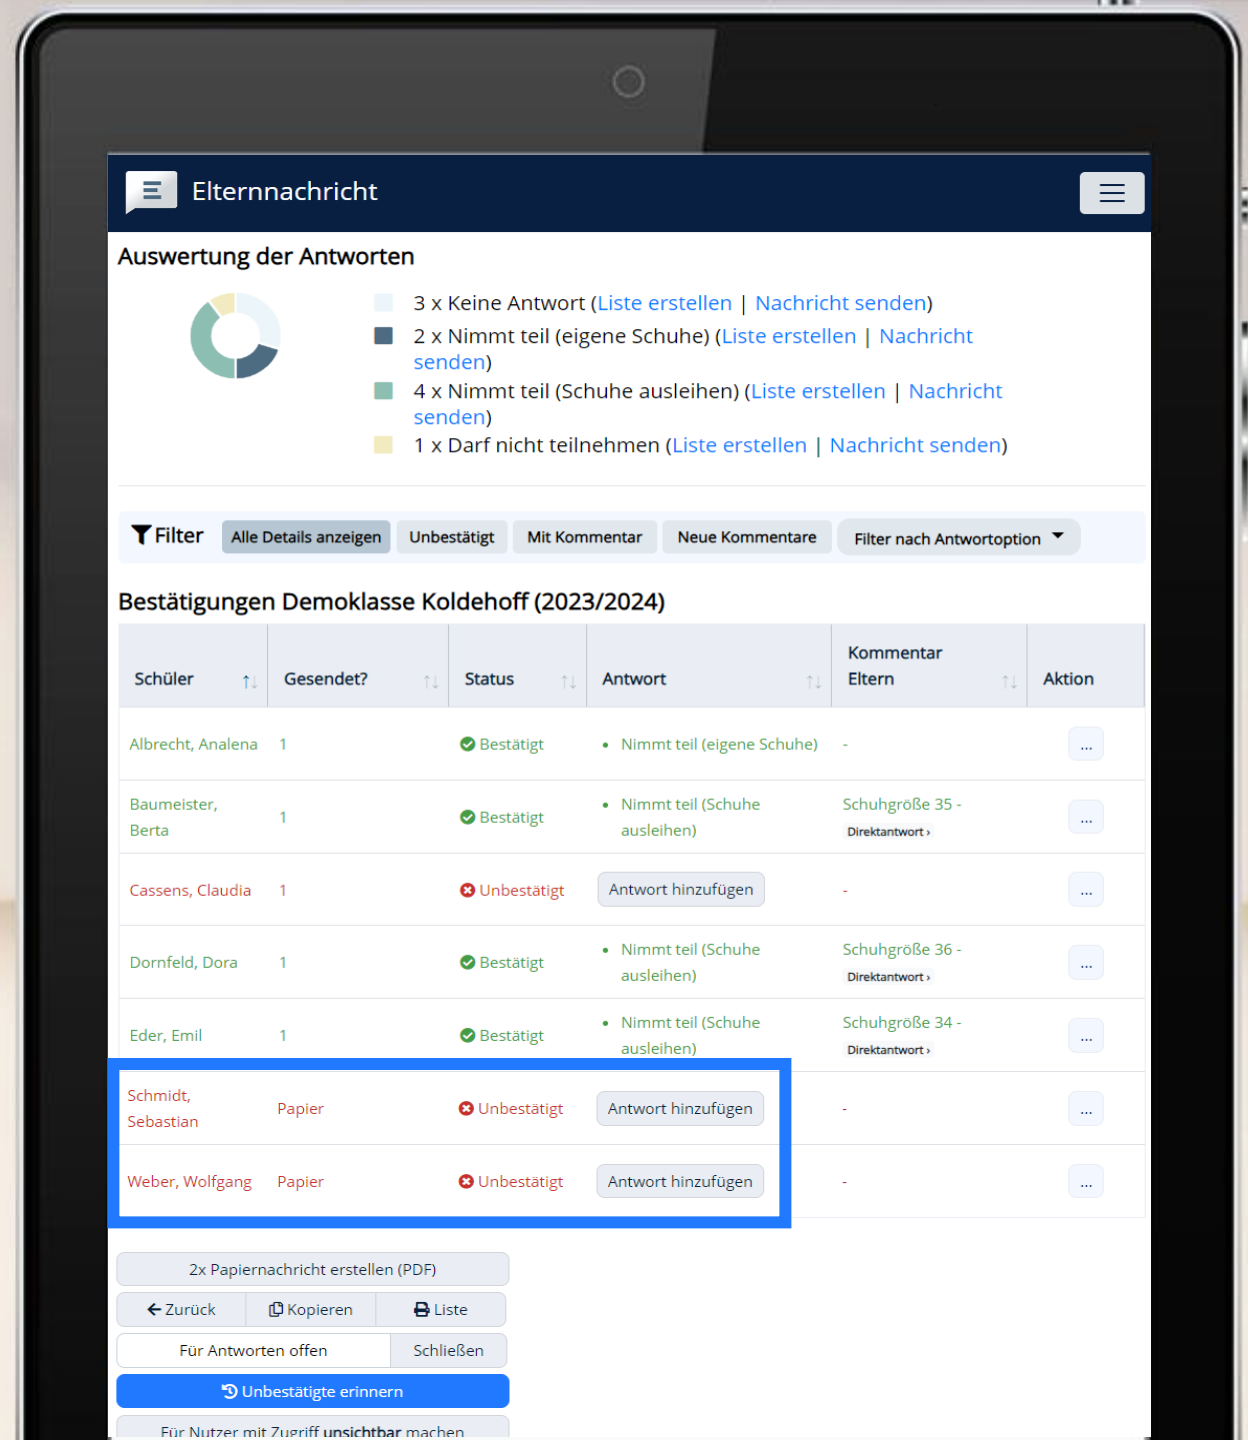 Elternnachricht
Auswertung der Antworten
3 x Keine Antwort (Liste erstellen | Nachricht senden)
2 x Nimmt teil (eigene Schuhe) (Liste erstellen | Nachricht
senden)
4 x Nimmt teil (Schuhe ausleihen) (Liste erstellen | Nachricht
senden)
1 x Darf nicht teilnehmen (Liste erstellen | Nachricht senden)
Filter Alle Details anzeigen Unbestätigt Mit Kommentar Neue Kommentare Filter nach Antwortoption
Bestätigungen Demoklasse Koldehoff (2023/2024)
Schüler Gesendet? Status Antwort Kommentar Eltern Aktion
Albrecht, Analena 1 Bestätigt • Nimmt teil (eigene Schuhe) - ...
Baumeister, Berta 1 Bestätigt • Nimmt teil (Schuhe ausleihen) Schuhgröße 35 - Direktantwort › ...
Cassens, Claudia 1 Unbestätigt Antwort hinzufügen - ...
Dornfeld, Dora 1 Bestätigt • Nimmt teil (Schuhe ausleihen) Schuhgröße 36 - Direktantwort › ...
Eder, Emil 1 Bestätigt • Nimmt teil (Schuhe ausleihen) Schuhgröße 34 - Direktantwort › ...
Schmidt, Sebastian Papier Unbestätigt Antwort hinzufügen - ...
Weber, Wolfgang Papier Unbestätigt Antwort hinzufügen - ...
2x Papiernachricht erstellen (PDF)
Zurück Kopieren Liste
Für Antworten offen Schließen
Unbestätigte erinnern
Für Nutzer mit Zugriff unsichtbar machen